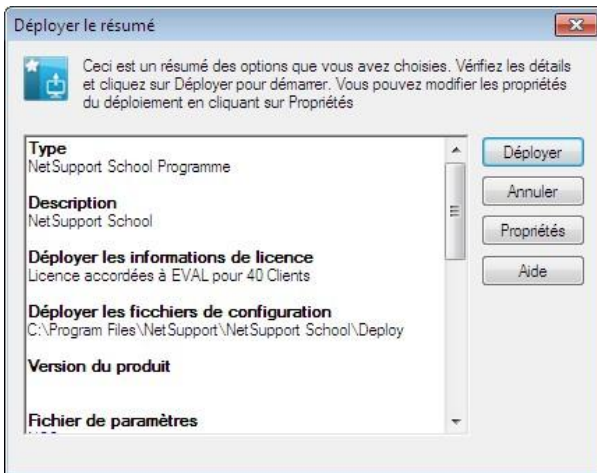 Déployer le résumé
Ceci est un résumé des options que vous avez choisies. Vérifiez les détails
et cliquez sur Déployer pour démarrer. Vous pouvez modifier les propriétés
du déploiement en cliquant sur Propriétés
Type
NetSupport School Programme
Description
NetSupport School
Déployer les informations de licence
Licence accordées à EVAL pour 40 Clients
Déployer les ficchiers de configuration
C:\Program Files\NetSupport\NetSupport School\Deploy
Version du produit
Fichier de paramètres
Déployer
Annuler
Propriétés
Aide